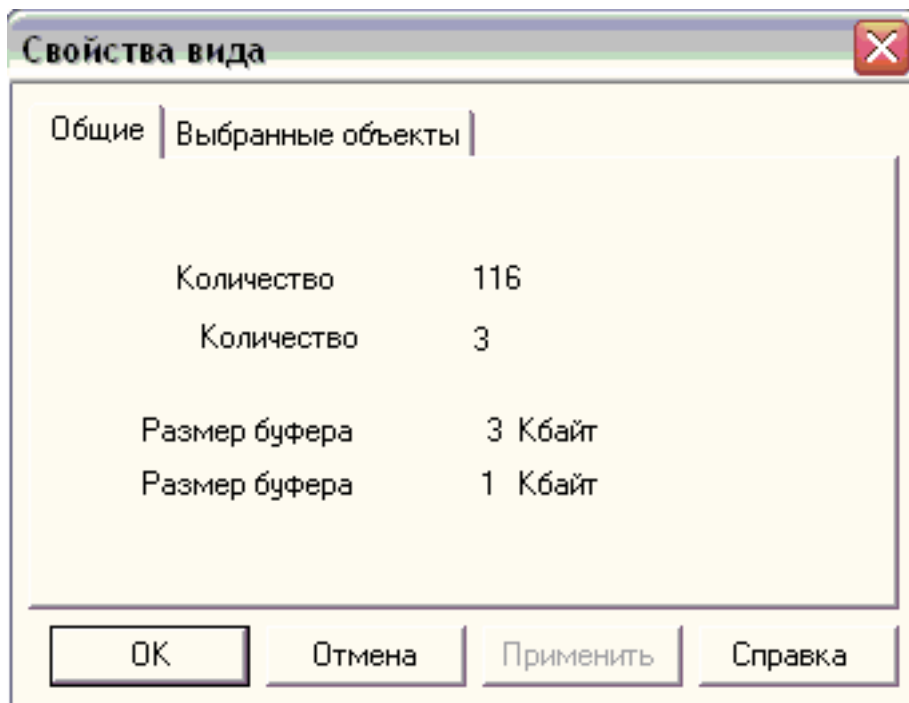 Свойства вида
Общие Выбранные объекты
Количество 116
Количество 3
Размер буфера 3 Кбайт
Размер буфера 1 Кбайт
OK Отмена Применить Справка